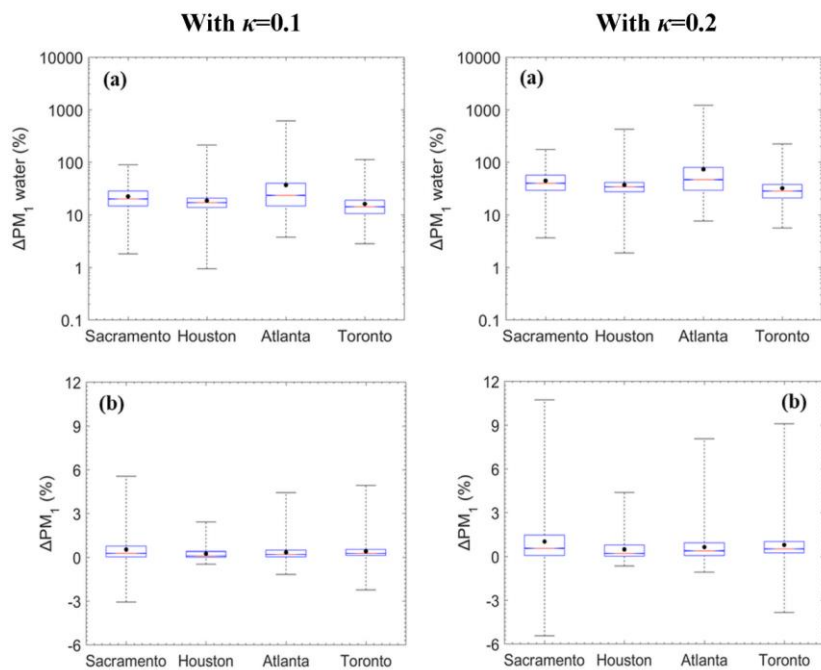 With κ=0.1
(a)
ΔPM₁ water (%)
10000
1000
100
10
1
0.1
Sacramento Houston Atlanta Toronto
(b)
ΔPM₁ (%)
12
9
6
3
0
-3
-6
Sacramento Houston Atlanta Toronto
With κ=0.2
(a)
ΔPM₁ water (%)
10000
1000
100
10
1
0.1
Sacramento Houston Atlanta Toronto
(b)
ΔPM₁ (%)
12
9
6
3
0
-3
-6
Sacramento Houston Atlanta Toronto